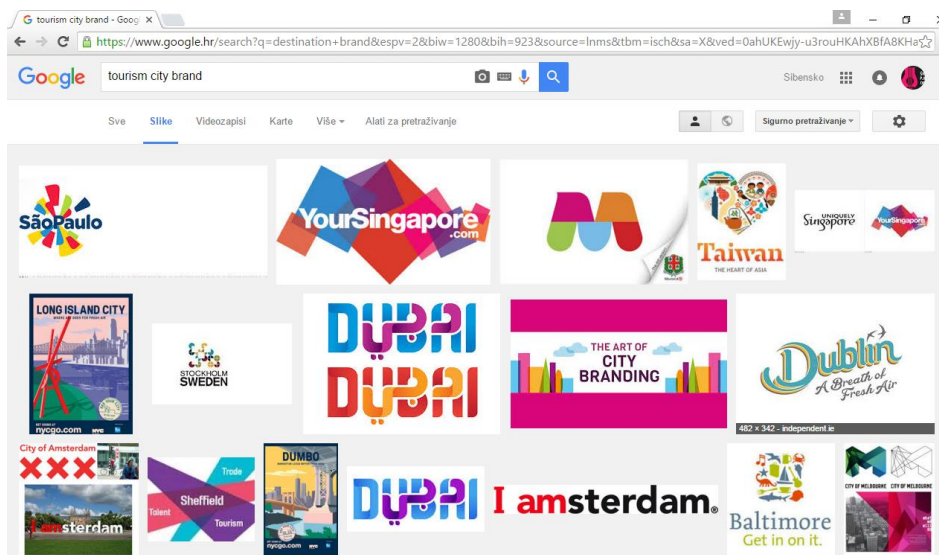 tourism city brand - Goog
https://www.google.hr/search?q=destination+brand&espv=2&biw=1280&bih=923&source=lnms&tbm=isch&sa=X&ved=0ahUKEwjy-u3rouHKAhXBfA8KHa
Google
tourism city brand
Sibensko
Sve
Slike
Videozapisi
Karte
Više
Alati za pretraživanje
Sigurno pretraživanje
SãoPaulo
YourSingapore
.com
Taiwan
THE HEART OF ASIA
UNIQUELY
Singapore
YourSingapore
LONG ISLAND CITY
nycgo.com
NYC
STOCKHOLM
SWEDEN
DUBAI
دبي
DUBAI
دبي
THE ART OF
CITY
BRANDING
Dublin
A Breath of
Fresh Air
482 × 342 - independent.ie
City of Amsterdam
I amsterdam
Trade
Sheffield
Talent
Tourism
DUMBO
nycgo.com
DUBAI
دبي
I amsterdam.
Baltimore
Get in on it.
CITY OF MELBOURNE
CITY OF MELBOURNE